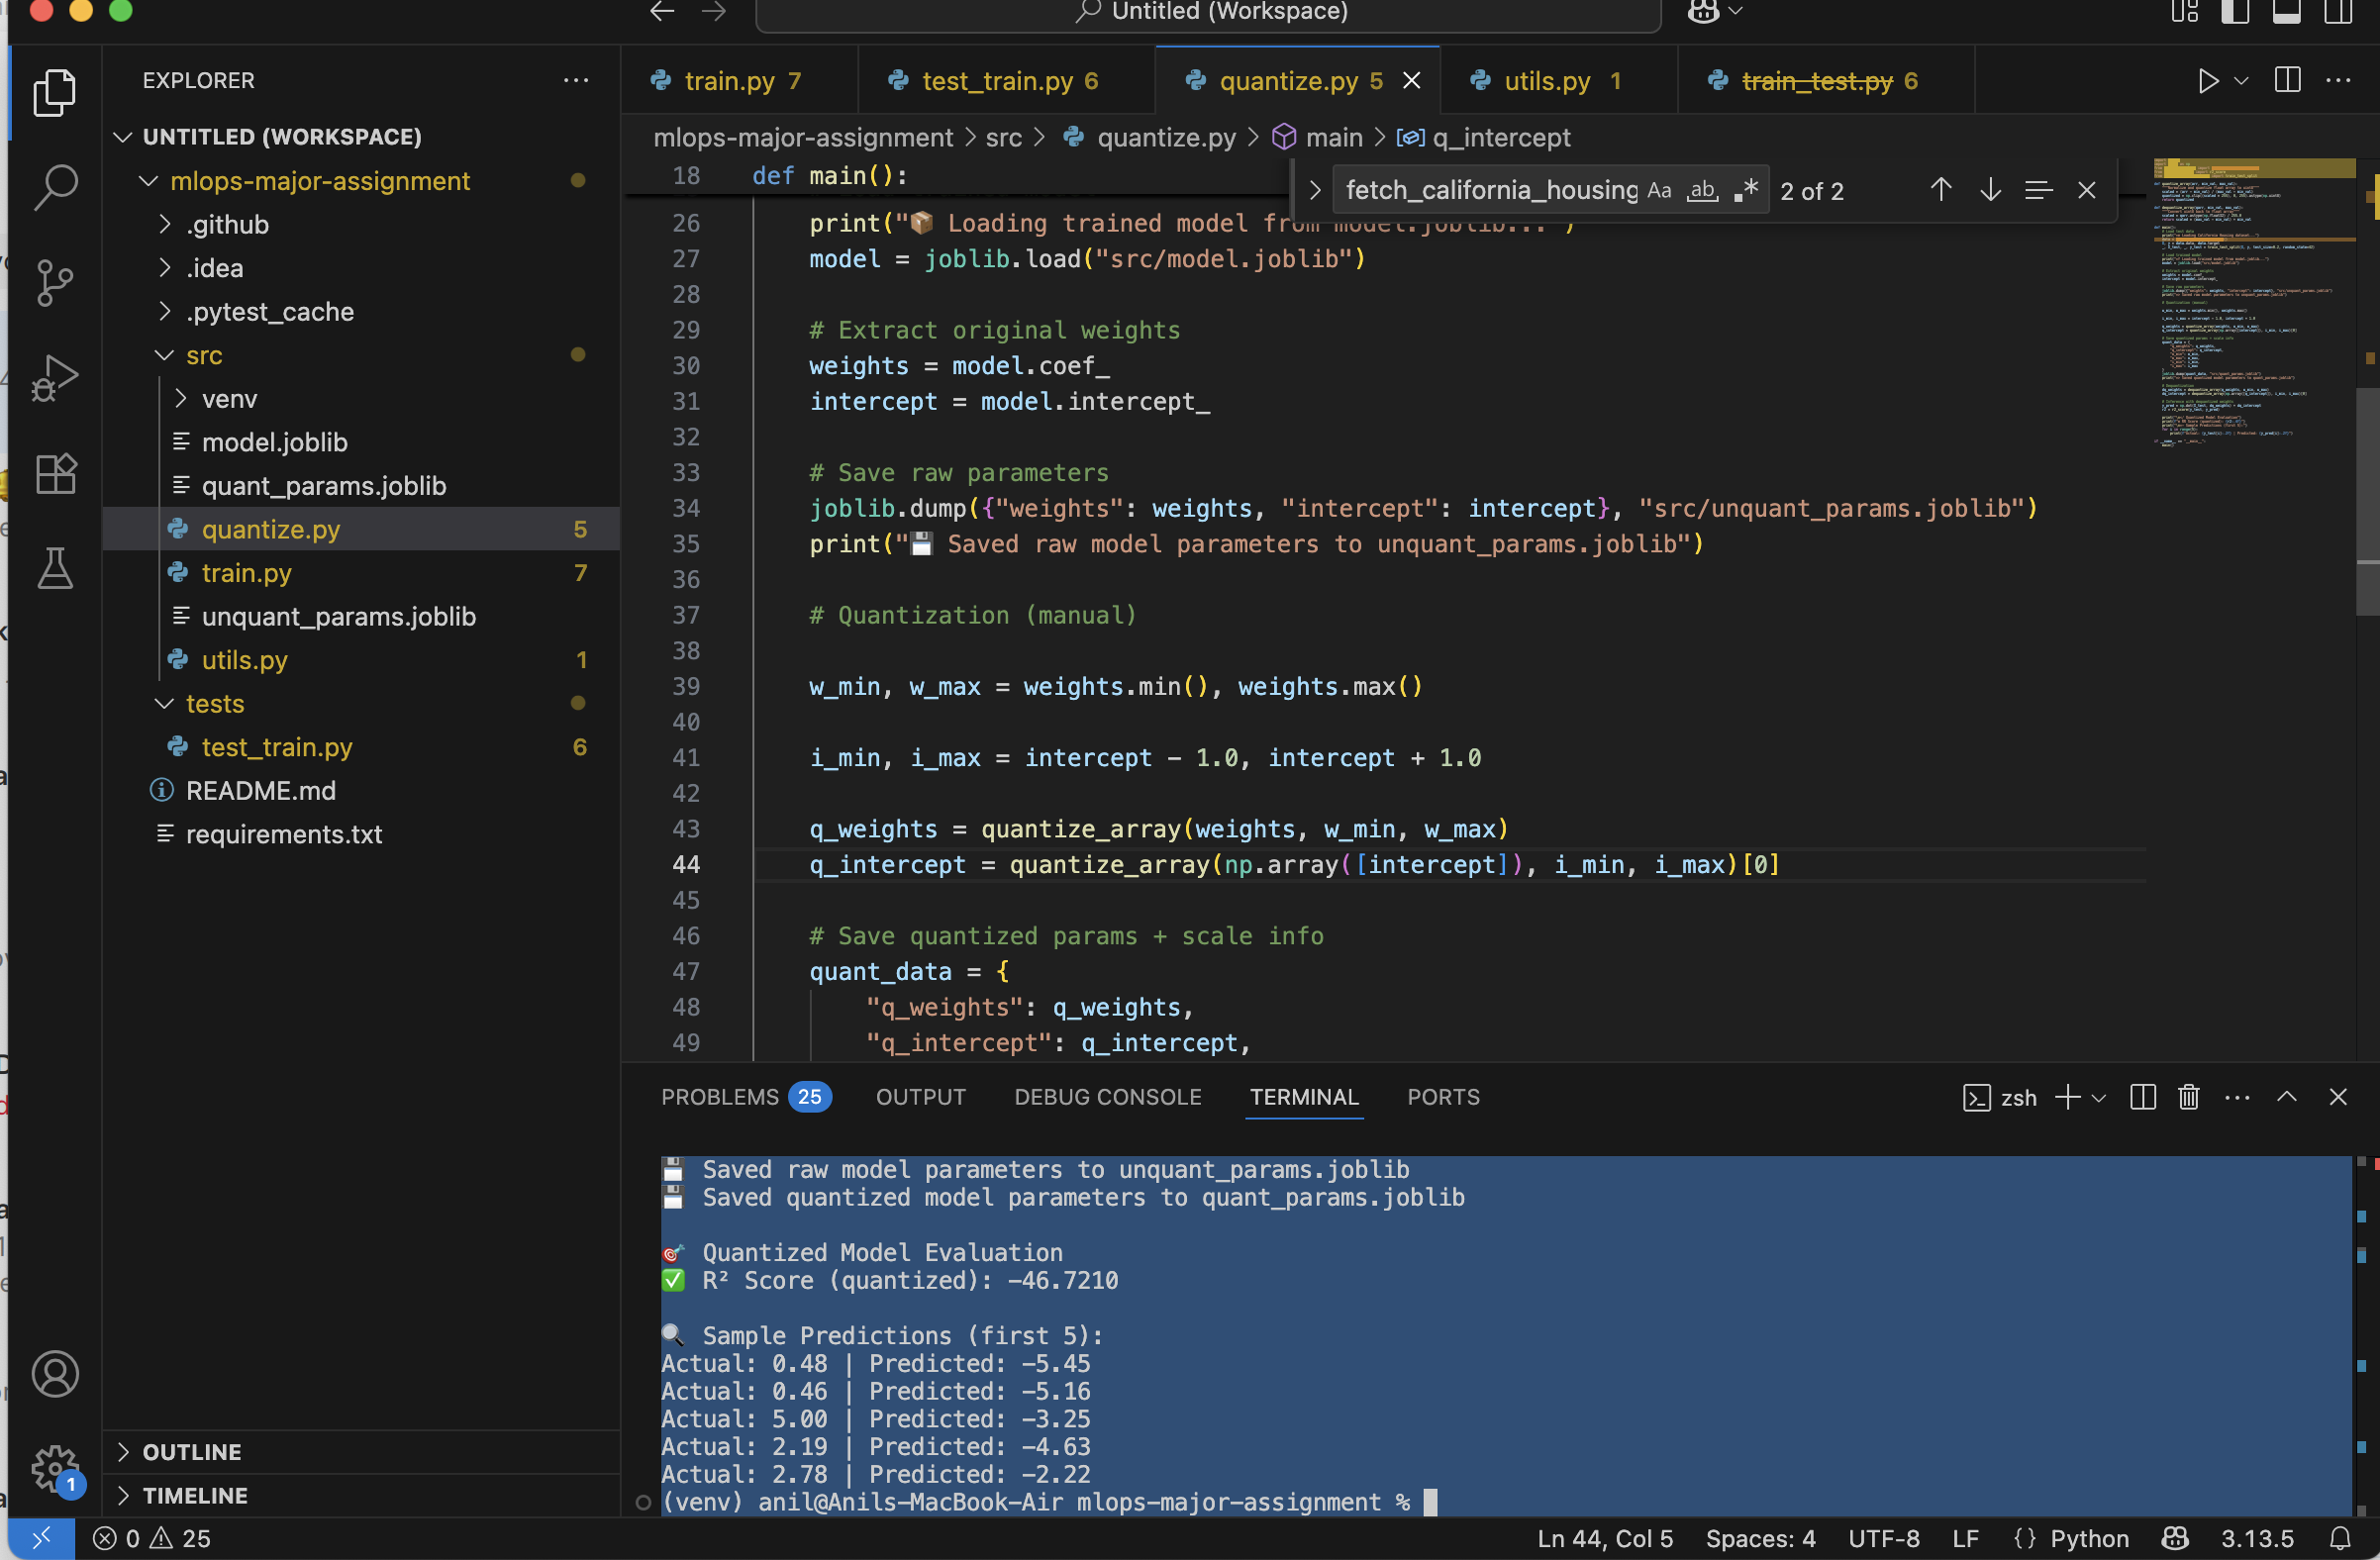 Untitled (Workspace)
EXPLORER
train.py 7
test_train.py 6
quantize.py 5
utils.py 1
train_test.py 6
UNTITLED (WORKSPACE)
mlops-major-assignment
.github
.idea
.pytest_cache
src
venv
model.joblib
quant_params.joblib
quantize.py 5
train.py 7
unquant_params.joblib
utils.py 1
tests
test_train.py 6
README.md
requirements.txt
OUTLINE
TIMELINE
1
mlops-major-assignment > src > quantize.py > main > q_intercept
fetch_california_housing Aa ab 2 of 2
18 def main():
26 print("📦 Loading trained model from model.joblib...")
27 model = joblib.load("src/model.joblib")
28
29 # Extract original weights
30 weights = model.coef_
31 intercept = model.intercept_
32
33 # Save raw parameters
34 joblib.dump({"weights": weights, "intercept": intercept}, "src/unquant_params.joblib")
35 print("💾 Saved raw model parameters to unquant_params.joblib")
36
37 # Quantization (manual)
38
39 w_min, w_max = weights.min(), weights.max()
40
41 i_min, i_max = intercept - 1.0, intercept + 1.0
42
43 q_weights = quantize_array(weights, w_min, w_max)
44 q_intercept = quantize_array(np.array([intercept]), i_min, i_max)[0]
45
46 # Save quantized params + scale info
47 quant_data = {
48 "q_weights": q_weights,
49 "q_intercept": q_intercept,
PROBLEMS 25 OUTPUT DEBUG CONSOLE TERMINAL PORTS
zsh
💾 Saved raw model parameters to unquant_params.joblib
💾 Saved quantized model parameters to quant_params.joblib
🎯 Quantized Model Evaluation
✅ R² Score (quantized): -46.7210
🔍 Sample Predictions (first 5):
Actual: 0.48 | Predicted: -5.45
Actual: 0.46 | Predicted: -5.16
Actual: 5.00 | Predicted: -3.25
Actual: 2.19 | Predicted: -4.63
Actual: 2.78 | Predicted: -2.22
(venv) anil@Anils-MacBook-Air mlops-major-assignment %
0 25
Ln 44, Col 5 Spaces: 4 UTF-8 LF {} Python 3.13.5